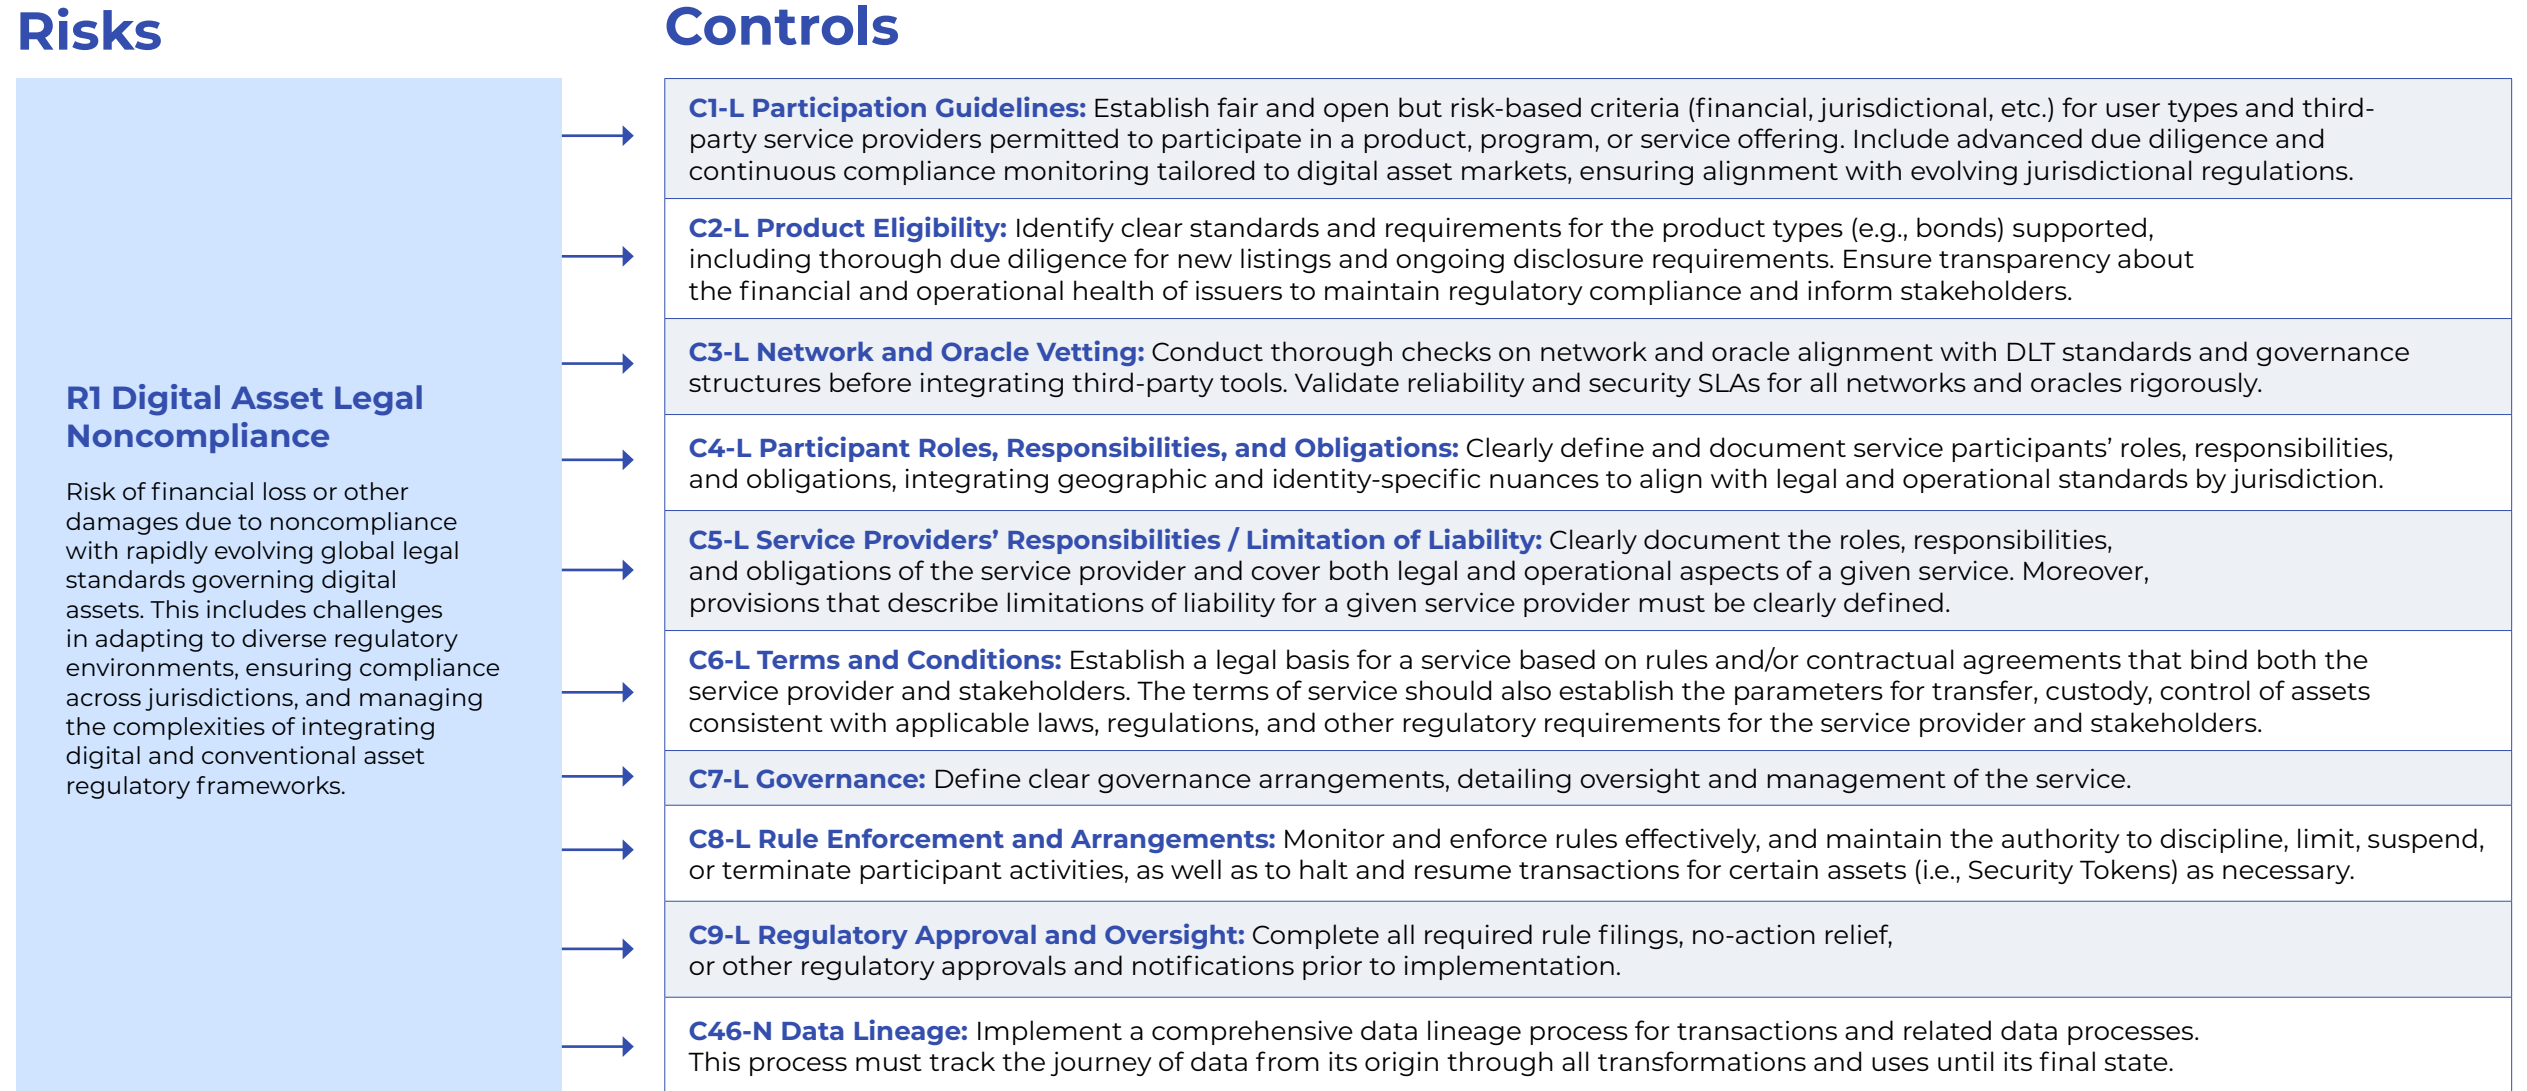 Risks
Controls
R1 Digital Asset Legal
Noncompliance
Risk of financial loss or other
damages due to noncompliance
with rapidly evolving global legal
standards governing digital
assets. This includes challenges
in adapting to diverse regulatory
environments, ensuring compliance
across jurisdictions, and managing
the complexities of integrating
digital and conventional asset
regulatory frameworks.
C1-L Participation Guidelines: Establish fair and open but risk-based criteria (financial, jurisdictional, etc.) for user types and third-
party service providers permitted to participate in a product, program, or service offering. Include advanced due diligence and
continuous compliance monitoring tailored to digital asset markets, ensuring alignment with evolving jurisdictional regulations.
C2-L Product Eligibility: Identify clear standards and requirements for the product types (e.g., bonds) supported,
including thorough due diligence for new listings and ongoing disclosure requirements. Ensure transparency about
the financial and operational health of issuers to maintain regulatory compliance and inform stakeholders.
C3-L Network and Oracle Vetting: Conduct thorough checks on network and oracle alignment with DLT standards and governance
structures before integrating third-party tools. Validate reliability and security SLAs for all networks and oracles rigorously.
C4-L Participant Roles, Responsibilities, and Obligations: Clearly define and document service participants’ roles, responsibilities,
and obligations, integrating geographic and identity-specific nuances to align with legal and operational standards by jurisdiction.
C5-L Service Providers’ Responsibilities / Limitation of Liability: Clearly document the roles, responsibilities,
and obligations of the service provider and cover both legal and operational aspects of a given service. Moreover,
provisions that describe limitations of liability for a given service provider must be clearly defined.
C6-L Terms and Conditions: Establish a legal basis for a service based on rules and/or contractual agreements that bind both the
service provider and stakeholders. The terms of service should also establish the parameters for transfer, custody, control of assets
consistent with applicable laws, regulations, and other regulatory requirements for the service provider and stakeholders.
C7-L Governance: Define clear governance arrangements, detailing oversight and management of the service.
C8-L Rule Enforcement and Arrangements: Monitor and enforce rules effectively, and maintain the authority to discipline, limit, suspend,
or terminate participant activities, as well as to halt and resume transactions for certain assets (i.e., Security Tokens) as necessary.
C9-L Regulatory Approval and Oversight: Complete all required rule filings, no-action relief,
or other regulatory approvals and notifications prior to implementation.
C46-N Data Lineage: Implement a comprehensive data lineage process for transactions and related data processes.
This process must track the journey of data from its origin through all transformations and uses until its final state.